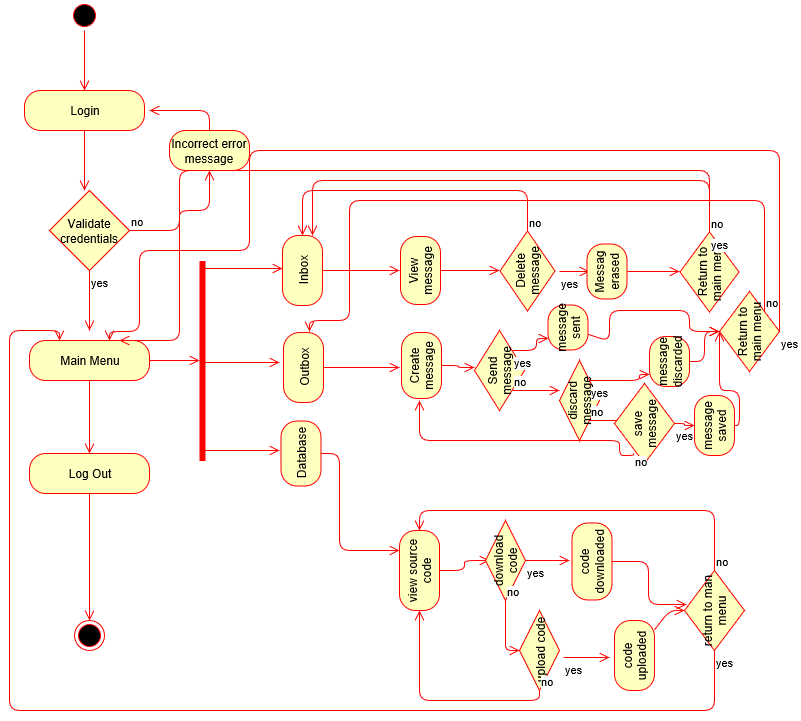 Login
Incorrect error
message
Validate
credentials
no
yes
Main Menu
Log Out
Inbox
View
message
Delete
message
no
yes
Messag
erased
Return to
main men
no
yes
Outbox
Create
message
Send
message
yes
no
message
sent
discard
message
yes
no
message
discarded
save
message
yes
no
message
saved
Return to
main menu
no
yes
Database
view source
code
download
code
yes
no
code
downloaded
upload code
yes
no
code
uploaded
return to man
menu
no
yes